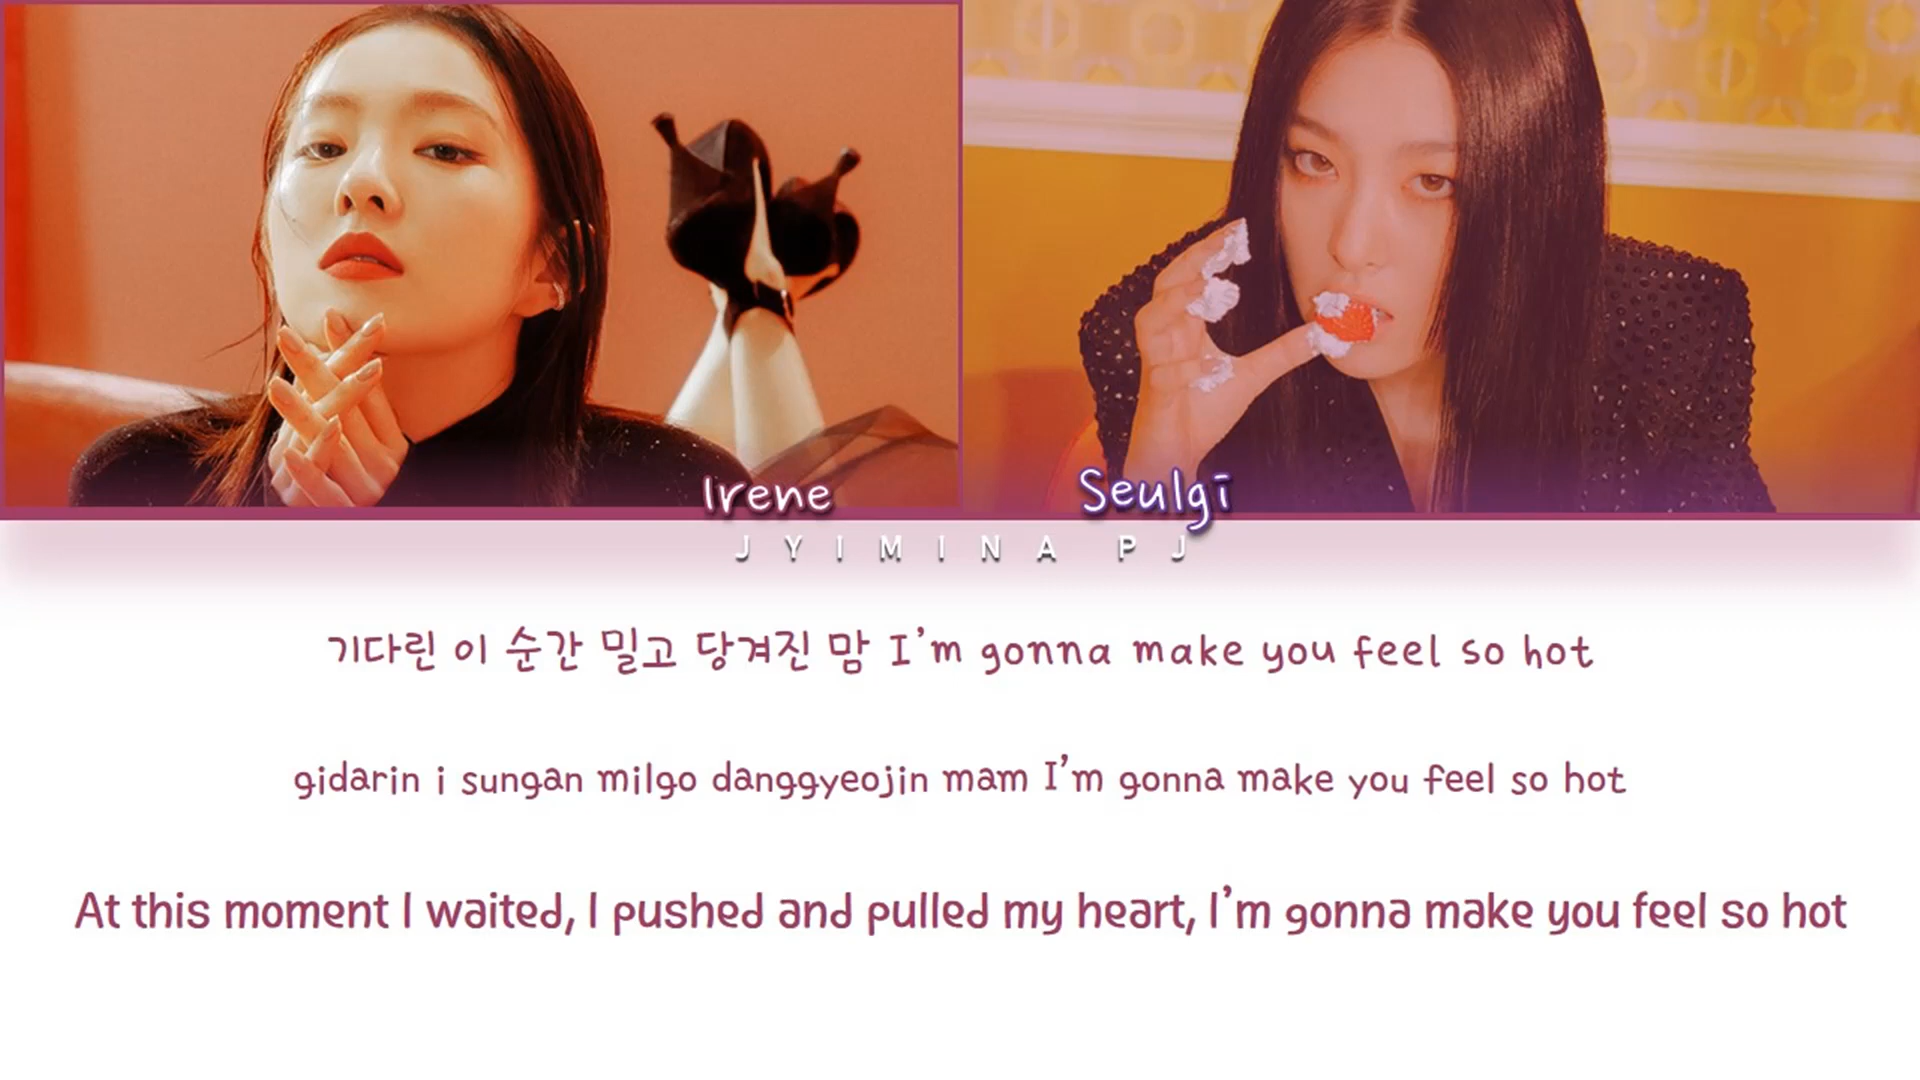 Irene
Seulgi
JYIMINA PJ
기다린 이 순간 밀고 당겨진 맘 I'm gonna make you feel so hot
gidarin i sungan milgo danggyeojin mam I'm gonna make you feel so hot
At this moment I waited, I pushed and pulled my heart, I'm gonna make you feel so hot